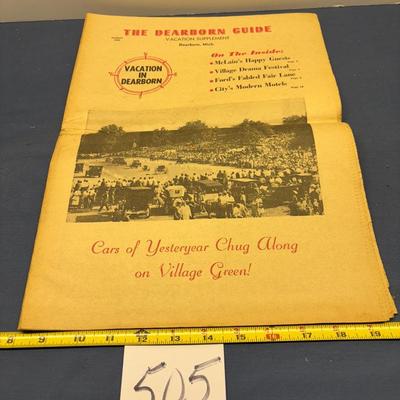 THE DEARBORN GUIDE
VACATION SUPPLEMENT
Dearborn, Mich.
VACATION
IN
DEARBORN
On The Inside:
• McLain's Happy Guests
• Village Drama Festival
• Ford's Fabled Fair Lane
• City's Modern Motels
Cars of Yesteryear Chug Along
on Village Green!
505